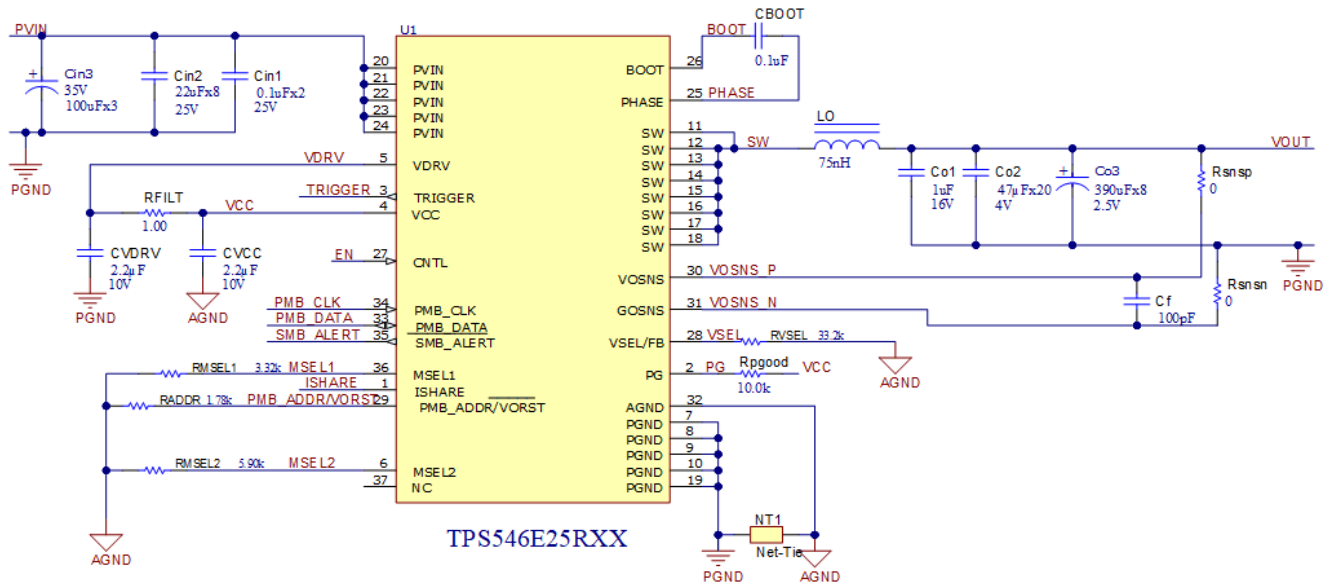 PVIN
Cin3
35V
100uFx3
Cin2
22uFx8
25V
Cin1
0.1uFx2
25V
PGND
U1
20 PVIN
21 PVIN
22 PVIN
23 PVIN
24 PVIN
VDRV 5 VDRV
TRIGGER 3 TRIGGER
RFILT
1.00
VCC 4 VCC
CVDRV
2.2µF
10V
PGND
CVCC
2.2µF
10V
AGND
EN 27 CNTL
PMB_CLK 34 PMB_CLK
PMB_DATA 33 PMB_DATA
SMB_ALERT 35 SMB_ALERT
RMSEL1 3.32k MSEL1 36 MSEL1
ISHARE 1 ISHARE
RADDR 1.78k PMB_ADDR/VORST 29 PMB_ADDR/VORST
RMSEL2 5.90k MSEL2 6 MSEL2
37 NC
AGND
TPS546E25RXX
BOOT 26 BOOT
CBOOT
0.1uF
PHASE 25 PHASE
SW 11
SW 12 SW
SW 13
SW 14
SW 15
SW 16
SW 17
SW 18
LO
75nH
VOUT
Co1
1uF
16V
Co2
47µFx20
4V
Co3
390uFx8
2.5V
Rsnsp
0
PGND
VOSNS 30 VOSNS_P
GOSNS 31 VOSNS_N
Cf
100pF
Rsnsn
0
VSEL/FB 28 VSEL RVSEL 33.2k
AGND
PG 2 PG Rpgood VCC
10.0k
AGND 32
PGND 7
PGND 8
PGND 9
PGND 10
PGND 19
NT1
Net-Tie
PGND
AGND